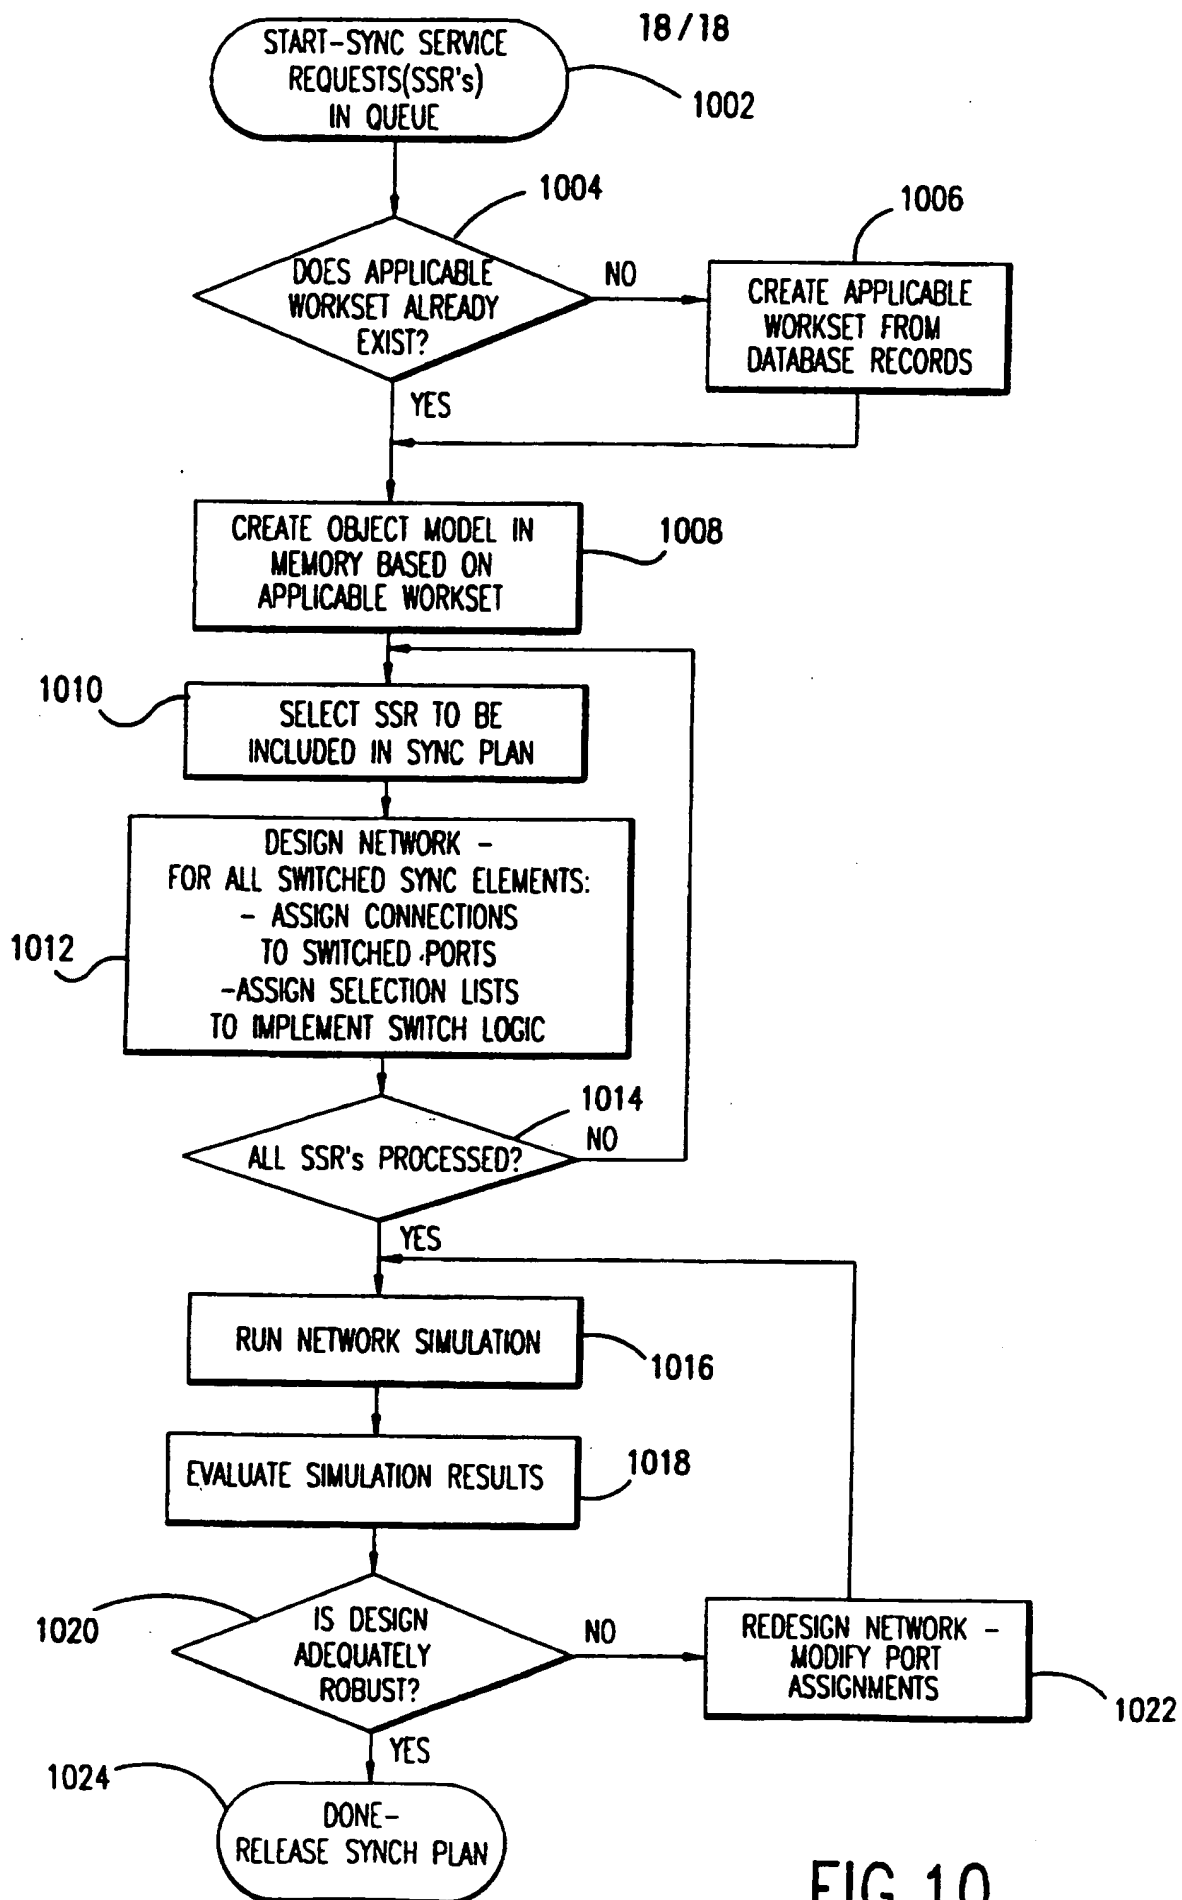 18/18
START-SYNC SERVICE
REQUESTS(SSR's)
IN QUEUE
1002
1004
DOES APPLICABLE
WORKSET ALREADY
EXIST?
NO
YES
1006
CREATE APPLICABLE
WORKSET FROM
DATABASE RECORDS
CREATE OBJECT MODEL IN
MEMORY BASED ON
APPLICABLE WORKSET
1008
1010
SELECT SSR TO BE
INCLUDED IN SYNC PLAN
1012
DESIGN NETWORK -
FOR ALL SWITCHED SYNC ELEMENTS:
- ASSIGN CONNECTIONS
TO SWITCHED PORTS
-ASSIGN SELECTION LISTS
TO IMPLEMENT SWITCH LOGIC
1014
ALL SSR's PROCESSED?
NO
YES
RUN NETWORK SIMULATION
1016
EVALUATE SIMULATION RESULTS
1018
1020
IS DESIGN
ADEQUATELY
ROBUST?
NO
YES
REDESIGN NETWORK -
MODIFY PORT
ASSIGNMENTS
1022
1024
DONE-
RELEASE SYNCH PLAN
FIG.10